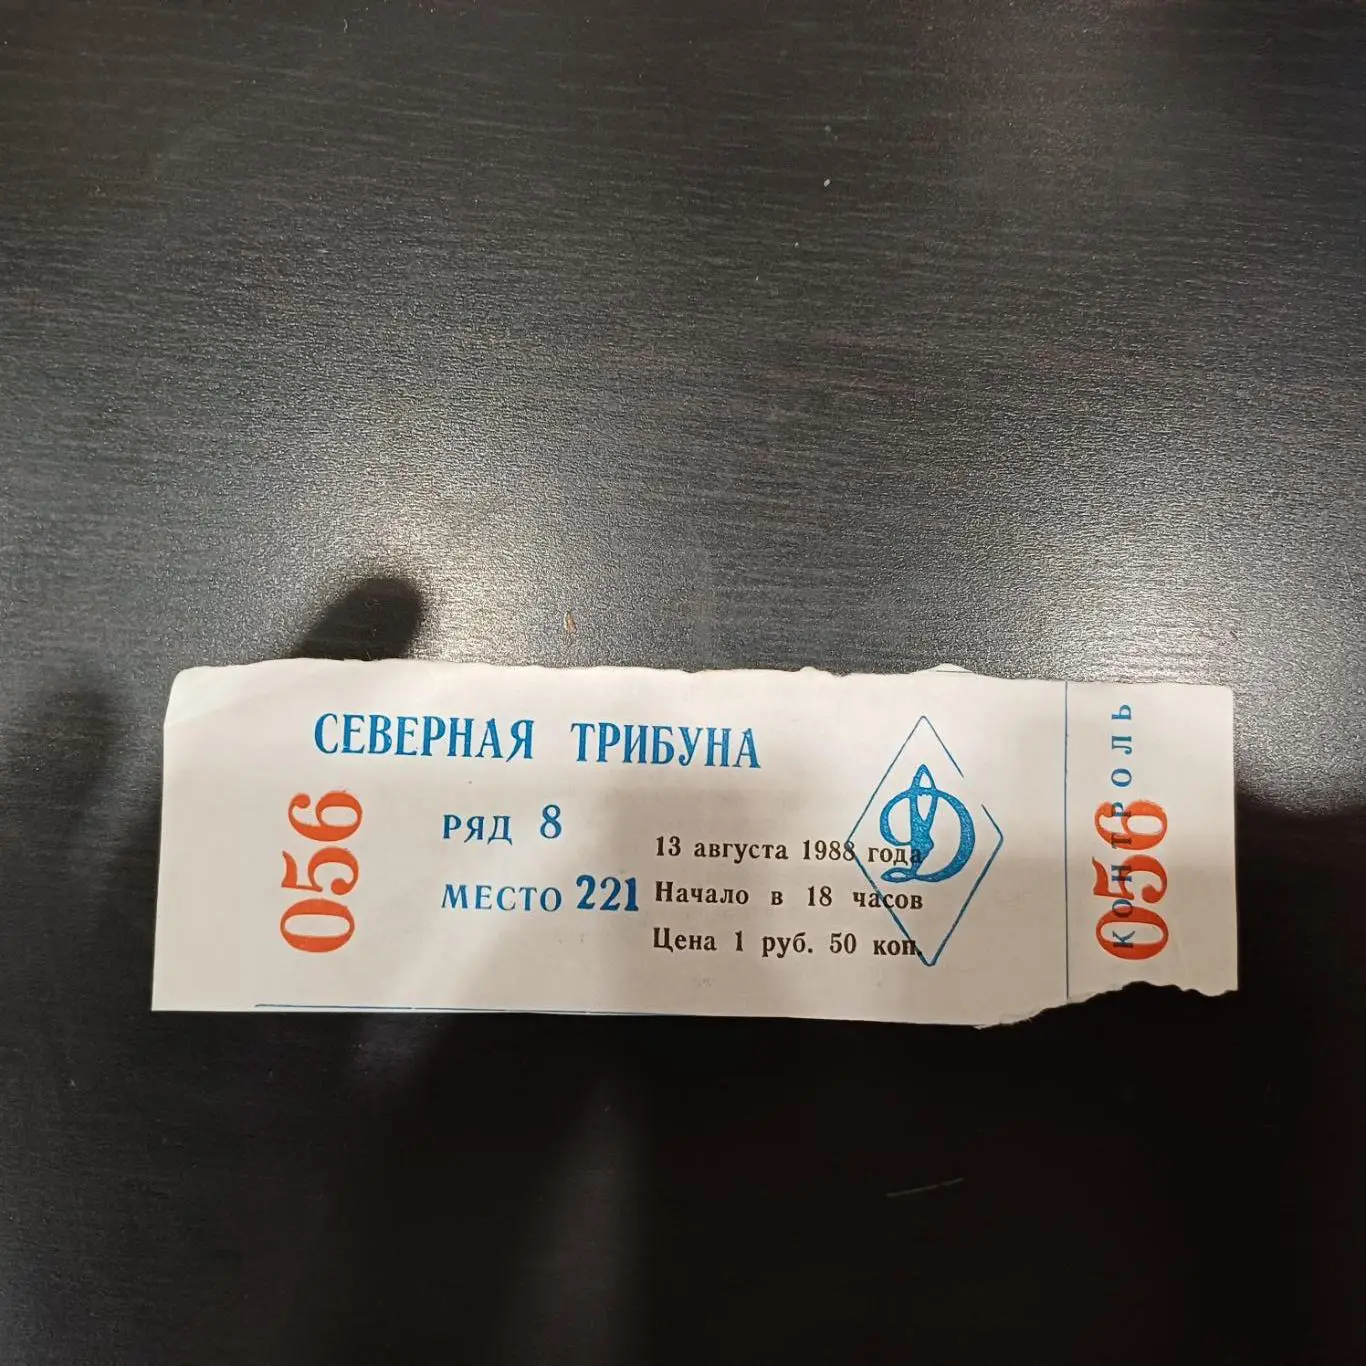 СЕВЕРНАЯ ТРИБУНА
056
РЯД 8
МЕСТО 221
13 августа 1988 года
Начало в 18 часов
Цена 1 руб. 50 коп.
Д
КОНТРОЛЬ
056